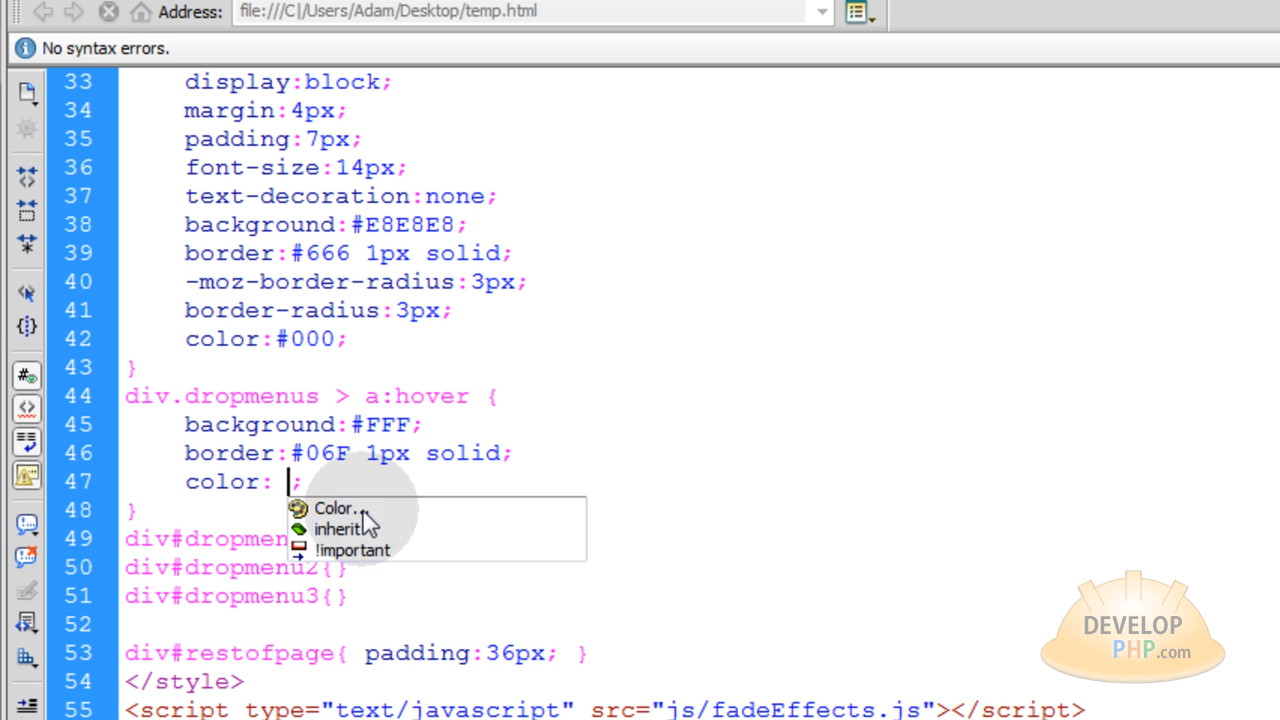 Address: file:///C|/Users/Adam/Desktop/temp.html
No syntax errors.
33 display:block;
34 margin:4px;
35 padding:7px;
36 font-size:14px;
37 text-decoration:none;
38 background:#E8E8E8;
39 border:#666 1px solid;
40 -moz-border-radius:3px;
41 border-radius:3px;
42 color:#000;
43 }
44 div.dropmenus > a:hover {
45 background:#FFF;
46 border:#06F 1px solid;
47 color: ;
Color...
inherit
!important
48 }
49 div#dropmen
50 div#dropmenu2{}
51 div#dropmenu3{}
52
53 div#restofpage{ padding:36px; }
54 </style>
55 <script type="text/javascript" src="js/fadeEffects.js"></script>
DEVELOP
PHP.com